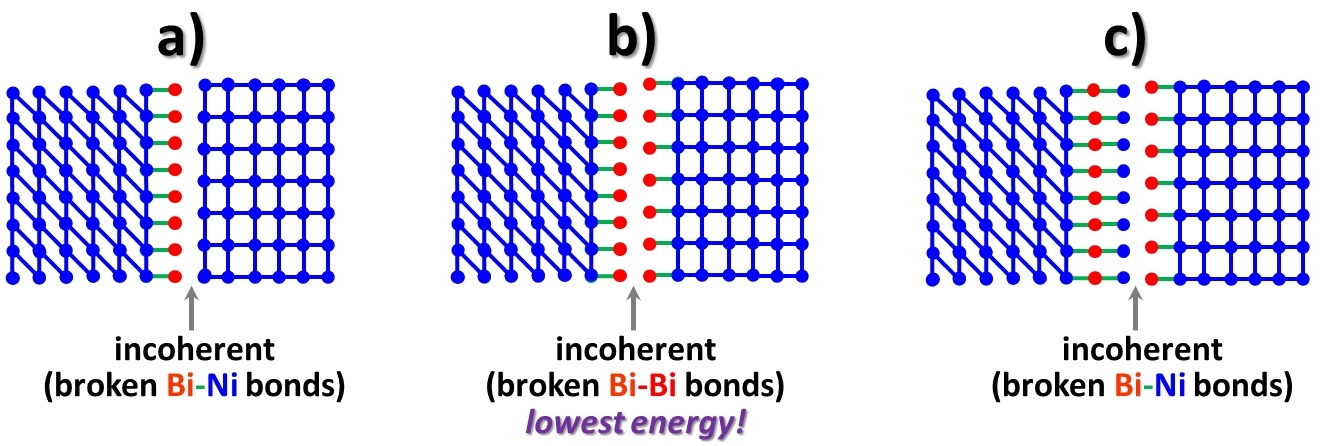 a)
b)
c)
incoherent
(broken Bi-Ni bonds)
incoherent
(broken Bi-Bi bonds)
lowest energy!
incoherent
(broken Bi-Ni bonds)